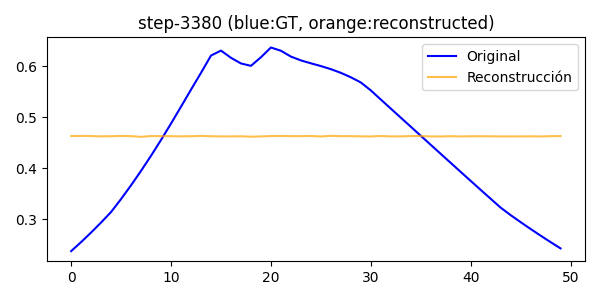 step-3380 (blue:GT, orange:reconstructed)
Original
Reconstrucción
0.6
0.5
0.4
0.3
0 10 20 30 40 50